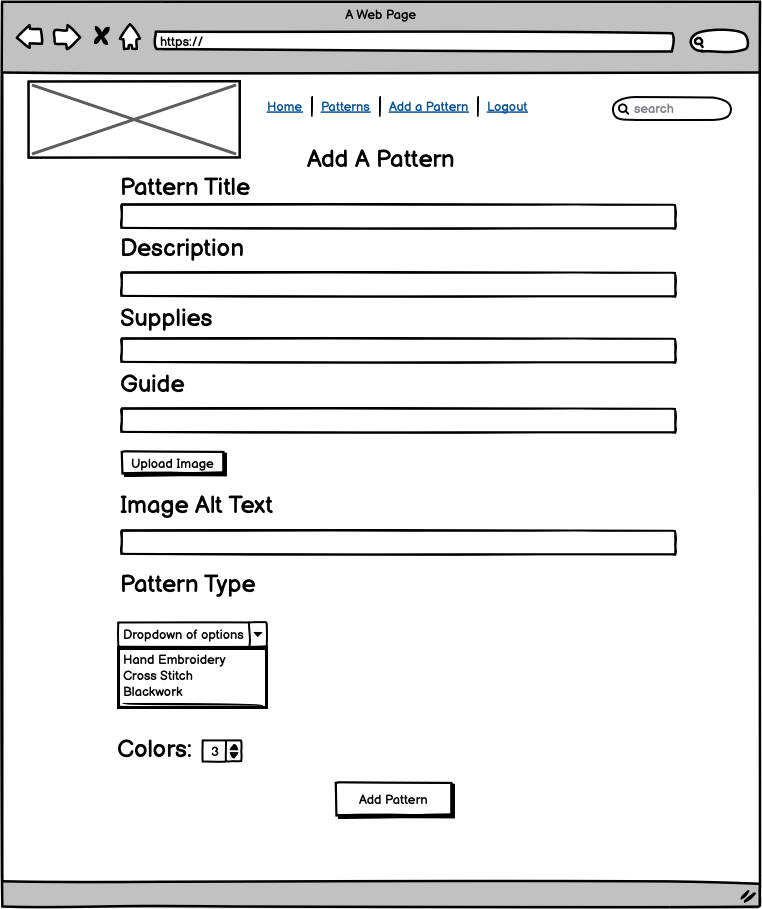 A Web Page
https://
Home Patterns Add a Pattern Logout search
Add A Pattern
Pattern Title
Description
Supplies
Guide
Upload Image
Image Alt Text
Pattern Type
Dropdown of options
Hand Embroidery
Cross Stitch
Blackwork
Colors: 3
Add Pattern